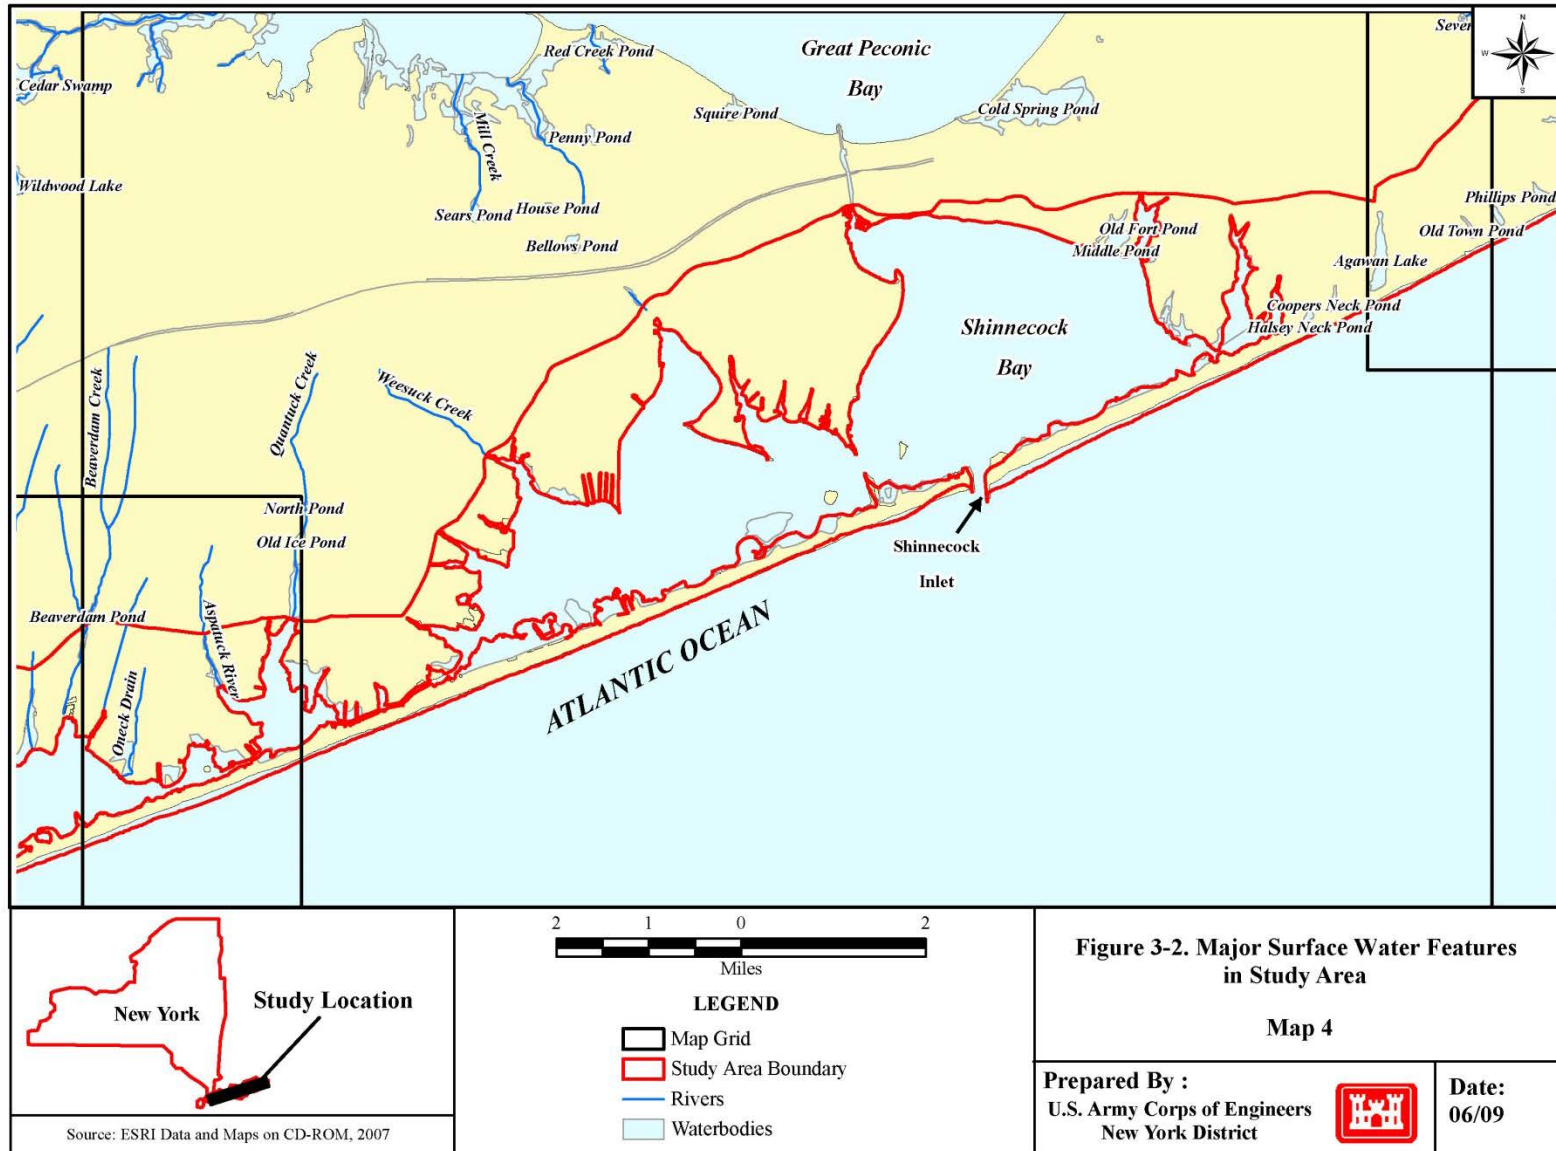 Great Peconic
Bay
Red Creek Pond
Cedar Swamp
Squire Pond
Cold Spring Pond
Mill Creek
Penny Pond
Wildwood Lake
Sears Pond
House Pond
Bellows Pond
Old Fort Pond
Middle Pond
Phillips Pond
Old Town Pond
Agawan Lake
Coopers Neck Pond
Halsey Neck Pond
Shinnecock
Bay
Beaverdam Creek
Quantuck Creek
Weesuck Creek
North Pond
Old Ice Pond
Shinnecock
Inlet
Beaverdam Pond
Aspatuck River
Oneck Drain
ATLANTIC OCEAN
Sever
N
W
E
S
New York
Study Location
Source: ESRI Data and Maps on CD-ROM, 2007
2 1 0 2
Miles
LEGEND
Map Grid
Study Area Boundary
Rivers
Waterbodies
Figure 3-2. Major Surface Water Features
in Study Area
Map 4
Prepared By :
U.S. Army Corps of Engineers
New York District
Date:
06/09